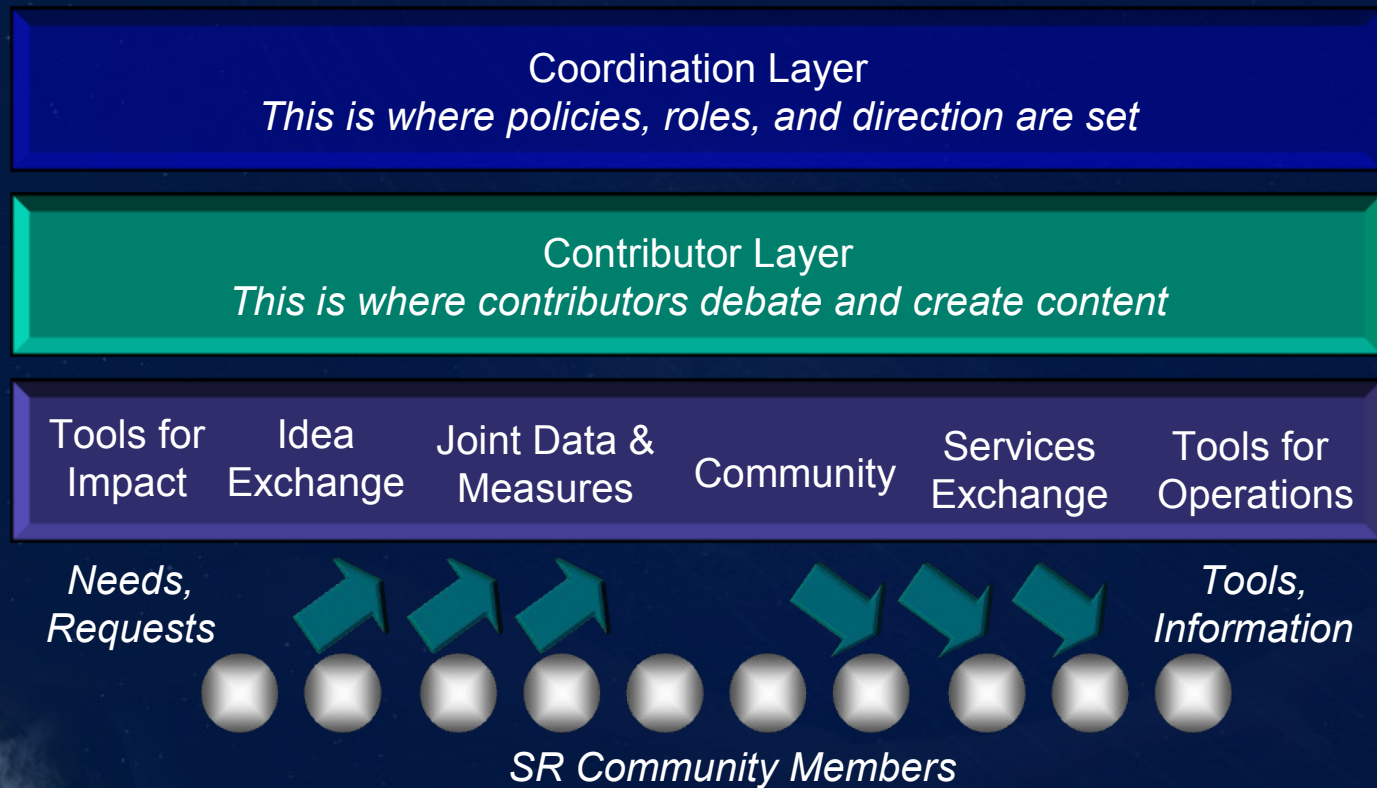 Coordination Layer
This is where policies, roles, and direction are set
Contributor Layer
This is where contributors debate and create content
Tools for
Impact
Idea
Exchange
Joint Data &
Measures
Community
Services
Exchange
Tools for
Operations
Needs,
Requests
Tools,
Information
SR Community Members